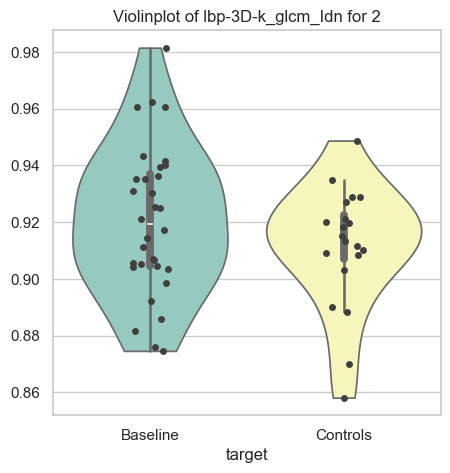 Violinplot of lbp-3D-k_glcm_Idn for 2
0.98
0.96
0.94
0.92
0.90
0.88
0.86
Baseline
Controls
target